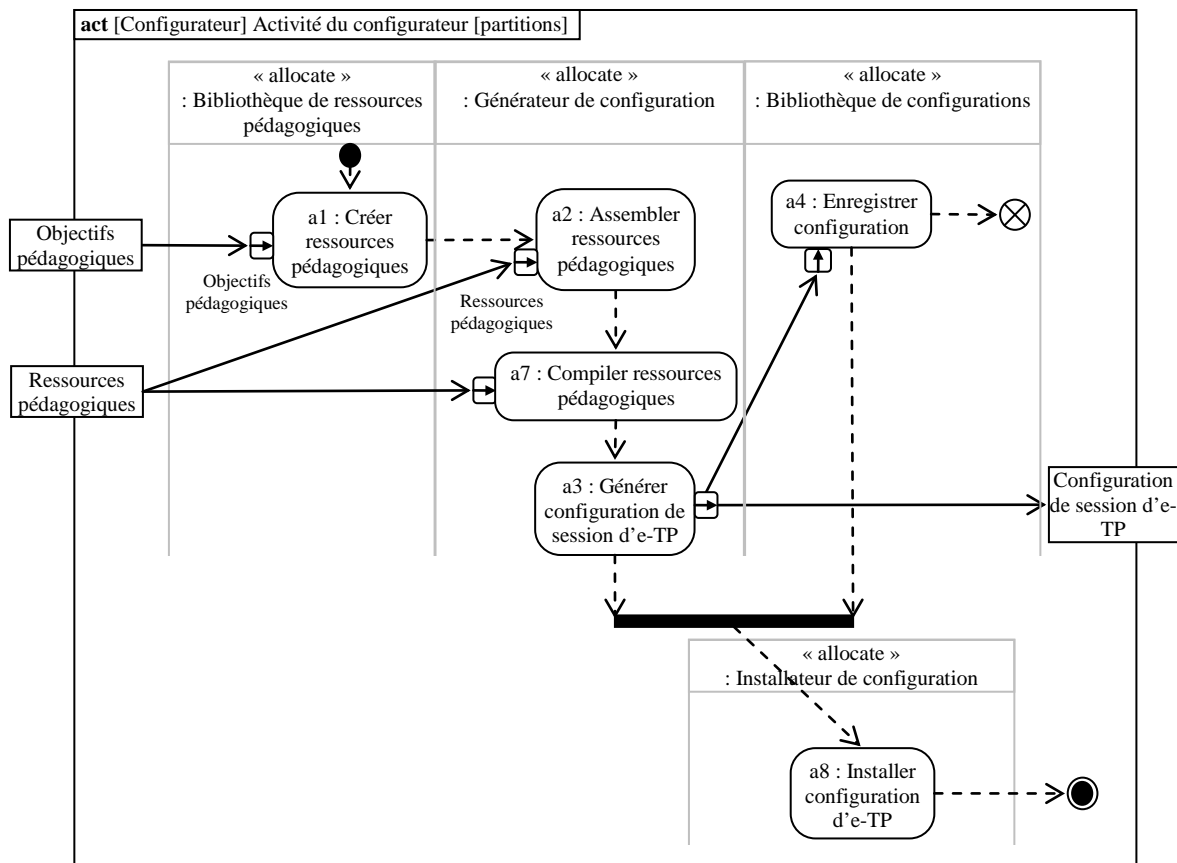 act [Configurateur] Activité du configurateur [partitions]
« allocate »
: Bibliothèque de ressources
pédagogiques
« allocate »
: Générateur de configuration
« allocate »
: Bibliothèque de configurations
Objectifs
pédagogiques
a1 : Créer
ressources
pédagogiques
Objectifs
pédagogiques
a2 : Assembler
ressources
pédagogiques
Ressources
pédagogiques
a4 : Enregistrer
configuration
Ressources
pédagogiques
a7 : Compiler ressources
pédagogiques
a3 : Générer
configuration de
session d’e-TP
Configuration
de session d’e-
TP
« allocate »
: Installateur de configuration
a8 : Installer
configuration
d’e-TP